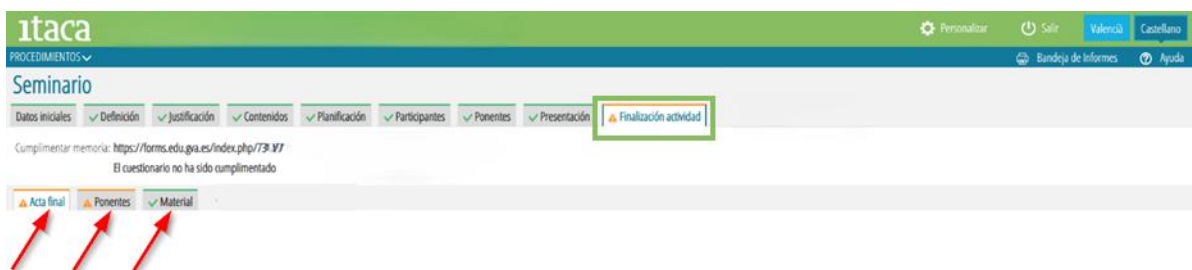 itaca
Personalizar Salir Valencià Castellano
PROCEDIMIENTOS Bandeja de Informes Ayuda
Seminario
Datos iniciales Definición Justificación Contenidos Planificación Participantes Ponentes Presentación Finalización actividad
Cumplimentar memoria: https://forms.edu.gva.es/index.php/
El cuestionario no ha sido cumplimentado
Acta final Ponentes Material